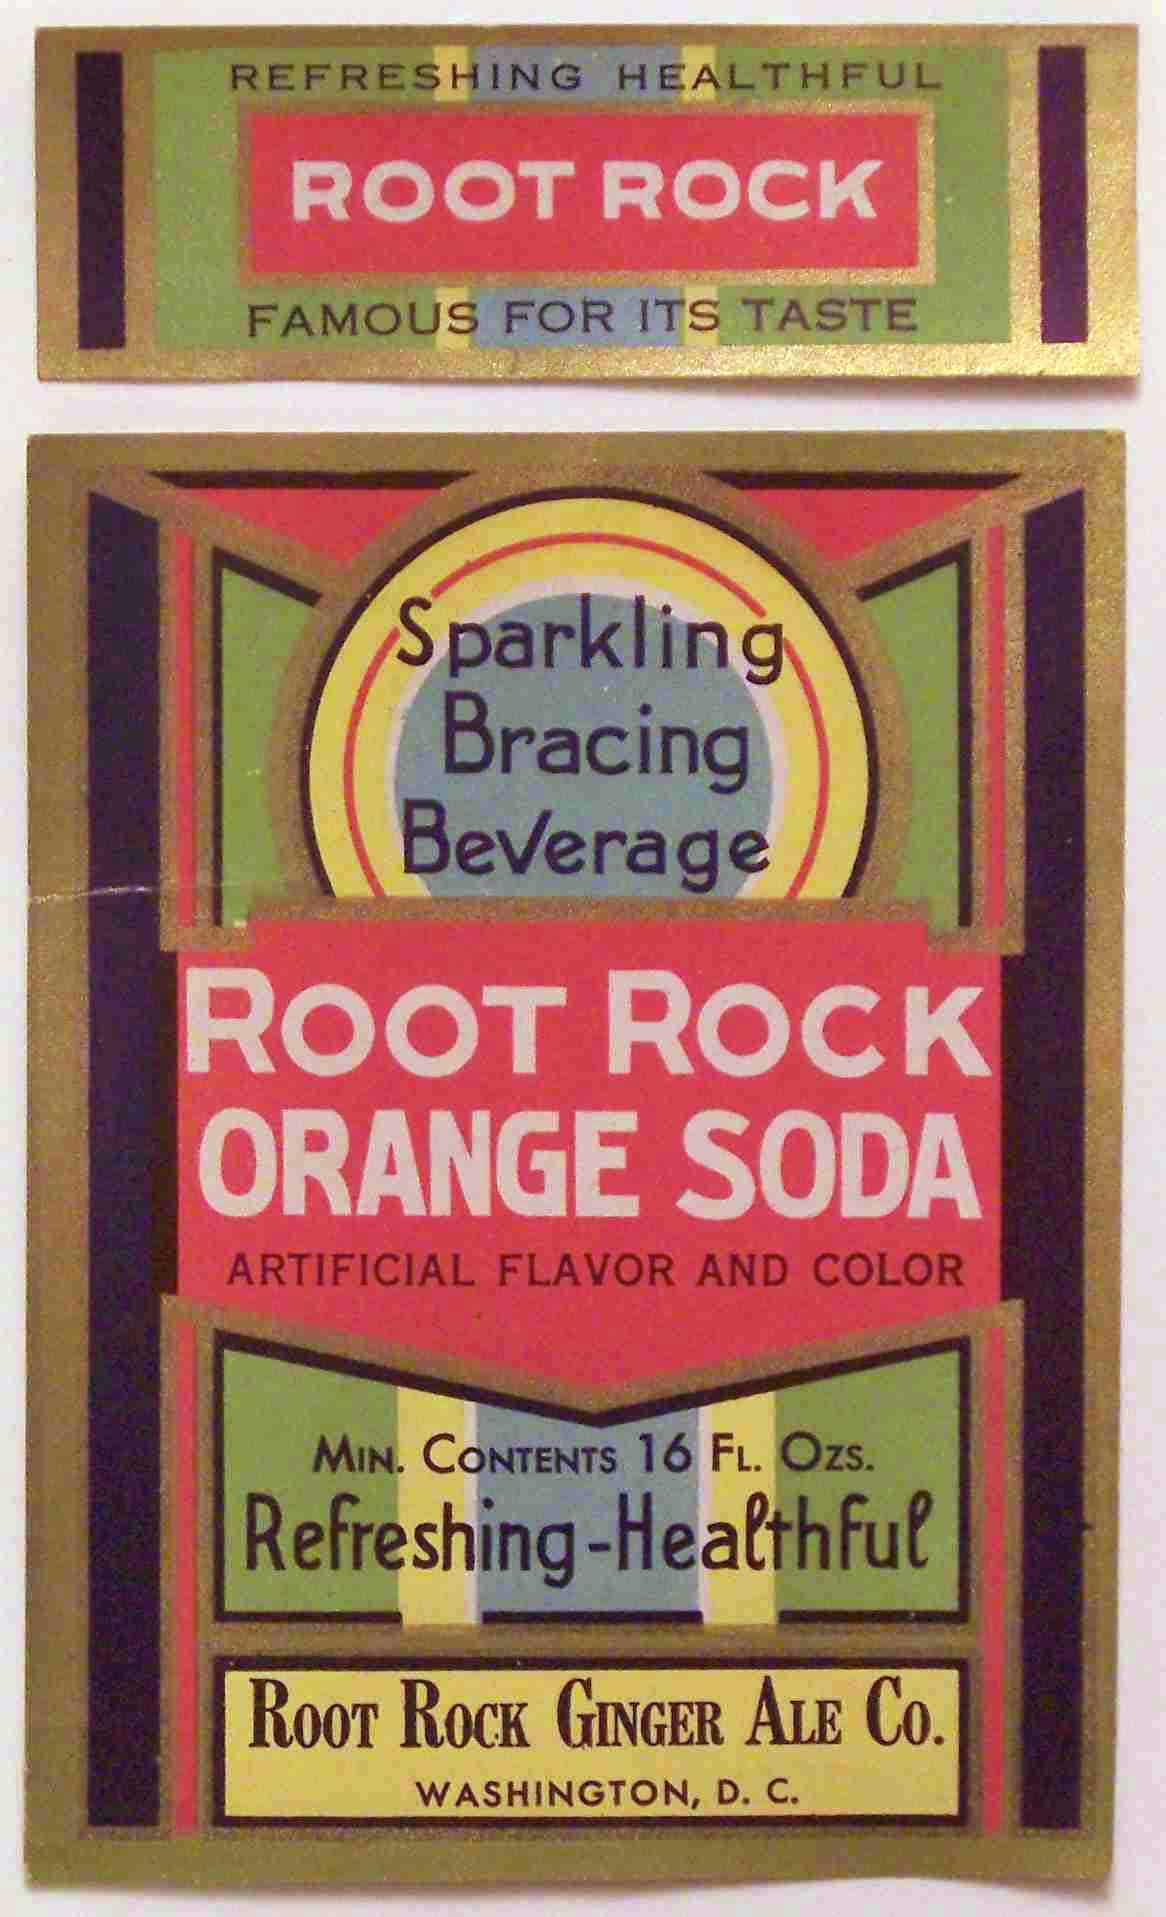 REFRESHING HEALTHFUL
ROOT ROCK
FAMOUS FOR ITS TASTE
Sparkling
Bracing
Beverage
ROOT ROCK
ORANGE SODA
ARTIFICIAL FLAVOR AND COLOR
MIN. CONTENTS 16 FL. OZS.
Refreshing-Healthful
ROOT ROCK GINGER ALE CO.
WASHINGTON, D. C.